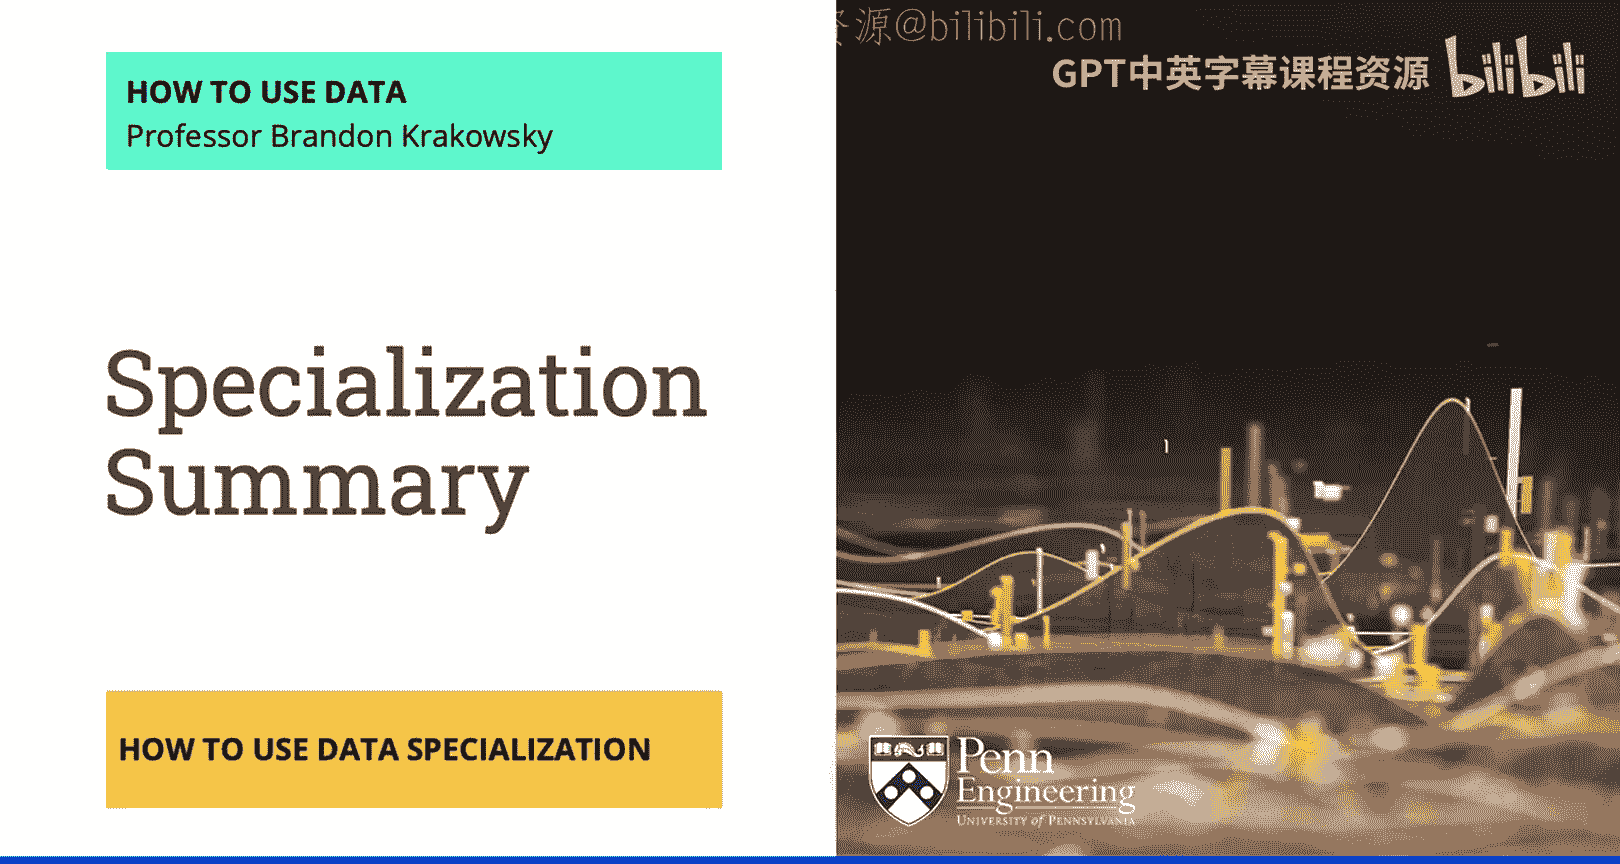 HOW TO USE DATA
Professor Brandon Krakowsky
Specialization
Summary
HOW TO USE DATA SPECIALIZATION
源@bilibili.com
GPT中英字幕课程资源 bilibili
Penn
Engineering
UNIVERSITY of PENNSYLVANIA